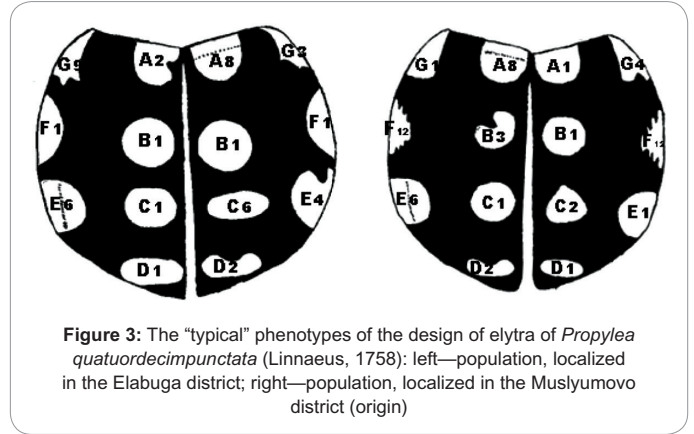 G9 A2 A8 G3 G1 A8 A1 G4
F1 B1 B1 F1 F12 B3 B1 F12
E6 C1 C6 E4 E6 C1 C2 E1
D1 D2 D2 D1
Figure 3: The “typical” phenotypes of the design of elytra of Propylea
quatuordecimpunctata (Linnaeus, 1758): left—population, localized
in the Elabuga district; right—population, localized in the Muslyumovo
district (origin)